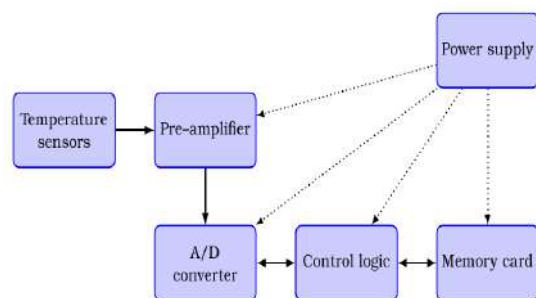 Power supply
Temperature
sensors
Pre-amplifier
A/D
converter
Control logic
Memory card